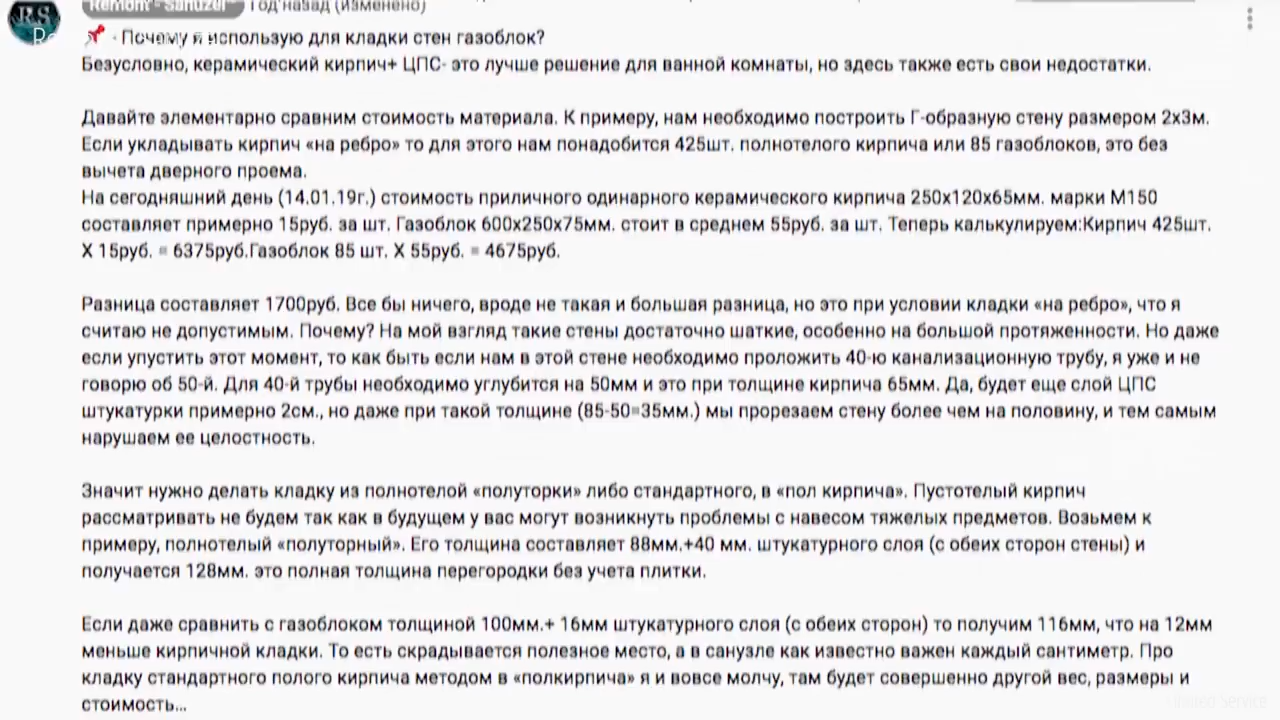 RS
Remont - Sanuzel
Год назад (изменено)
📌 - Почему я использую для кладки стен газоблок?
Безусловно, керамический кирпич+ ЦПС- это лучше решение для ванной комнаты, но здесь также есть свои недостатки.
Давайте элементарно сравним стоимость материала. К примеру, нам необходимо построить Г-образную стену размером 2х3м.
Если укладывать кирпич «на ребро» то для этого нам понадобится 425шт. полнотелого кирпича или 85 газоблоков, это без
вычета дверного проема.
На сегодняшний день (14.01.19г.) стоимость приличного одинарного керамического кирпича 250х120х65мм. марки М150
составляет примерно 15руб. за шт. Газоблок 600х250х75мм. стоит в среднем 55руб. за шт. Теперь калькулируем:Кирпич 425шт.
Х 15руб. = 6375руб.Газоблок 85 шт. Х 55руб. = 4675руб.
Разница составляет 1700руб. Все бы ничего, вроде не такая и большая разница, но это при условии кладки «на ребро», что я
считаю не допустимым. Почему? На мой взгляд такие стены достаточно шаткие, особенно на большой протяженности. Но даже
если упустить этот момент, то как быть если нам в этой стене необходимо проложить 40-ю канализационную трубу, я уже и не
говорю об 50-й. Для 40-й трубы необходимо углубится на 50мм и это при толщине кирпича 65мм. Да, будет еще слой ЦПС
штукатурки примерно 2см., но даже при такой толщине (85-50=35мм.) мы прорезаем стену более чем на половину, и тем самым
нарушаем ее целостность.
Значит нужно делать кладку из полнотелой «полуторки» либо стандартного, в «пол кирпича». Пустотелый кирпич
рассматривать не будем так как в будущем у вас могут возникнуть проблемы с навесом тяжелых предметов. Возьмем к
примеру, полнотелый «полуторный». Его толщина составляет 88мм.+40 мм. штукатурного слоя (с обеих сторон стены) и
получается 128мм. это полная толщина перегородки без учета плитки.
Если даже сравнить с газоблоком толщиной 100мм.+ 16мм штукатурного слоя (с обеих сторон) то получим 116мм, что на 12мм
меньше кирпичной кладки. То есть скрадывается полезное место, а в санузле как известно важен каждый сантиметр. Про
кладку стандартного полого кирпича методом в «полкирпича» я и вовсе молчу, там будет совершенно другой вес, размеры и
стоимость...